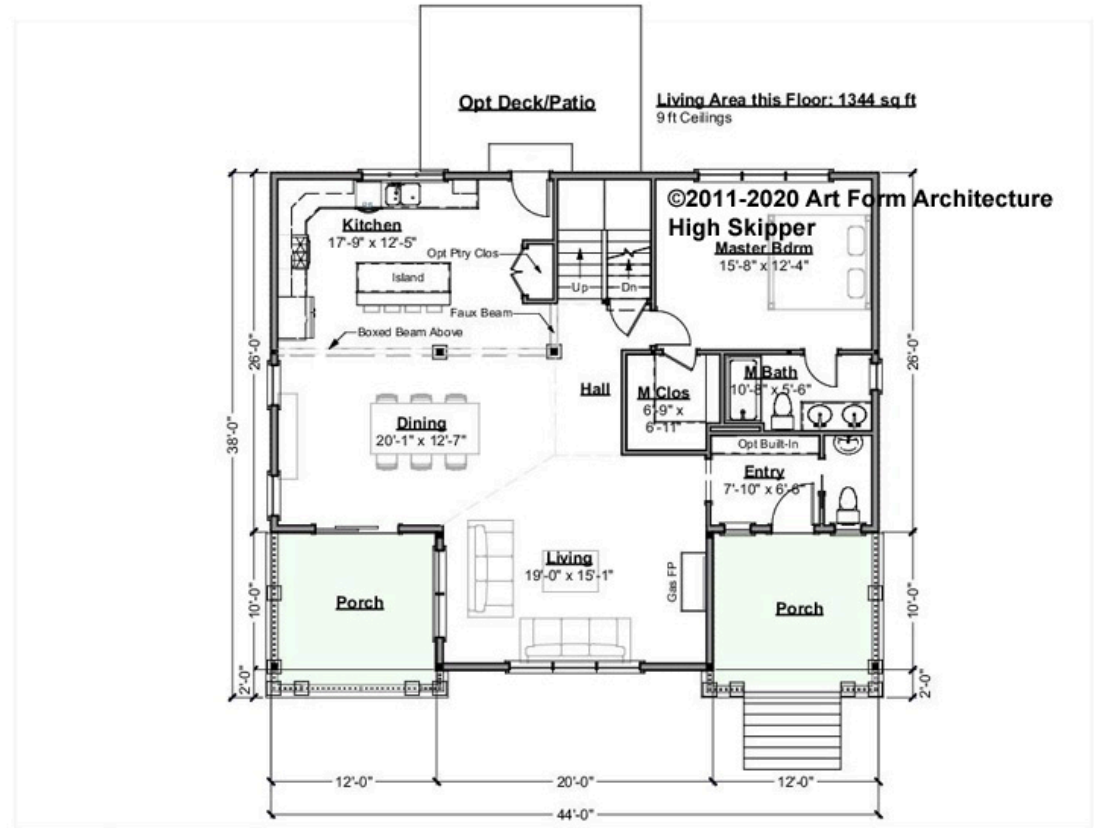 Opt Deck/Patio
Living Area this Floor: 1344 sq ft
9 ft Ceilings
©2011-2020 Art Form Architecture
High Skipper
Kitchen
17'-9" x 12'-5"
Master Bdrm
15'-8" x 12'-4"
Opt Ptry Clos
Island
Up
Dn
Faux Beam
Boxed Beam Above
26'-0"
26'-0"
38'-0"
Hall
M Clos
6'-9" x
6'-11"
M Bath
10'-8" x 5'-6"
Dining
20'-1" x 12'-7"
Opt Built-In
Entry
7'-10" x 6'-6"
Living
19'-0" x 15'-1"
Gas FP
Porch
Porch
10'-0"
10'-0"
2'-0"
2'-0"
12'-0"
20'-0"
12'-0"
44'-0"